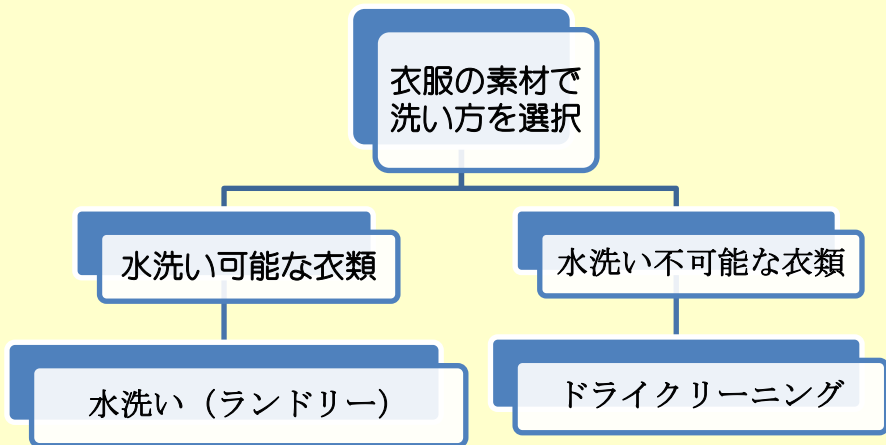 衣服の素材で
洗い方を選択
水洗い可能な衣類
水洗い不可能な衣類
水洗い（ランドリー）
ドライクリーニング